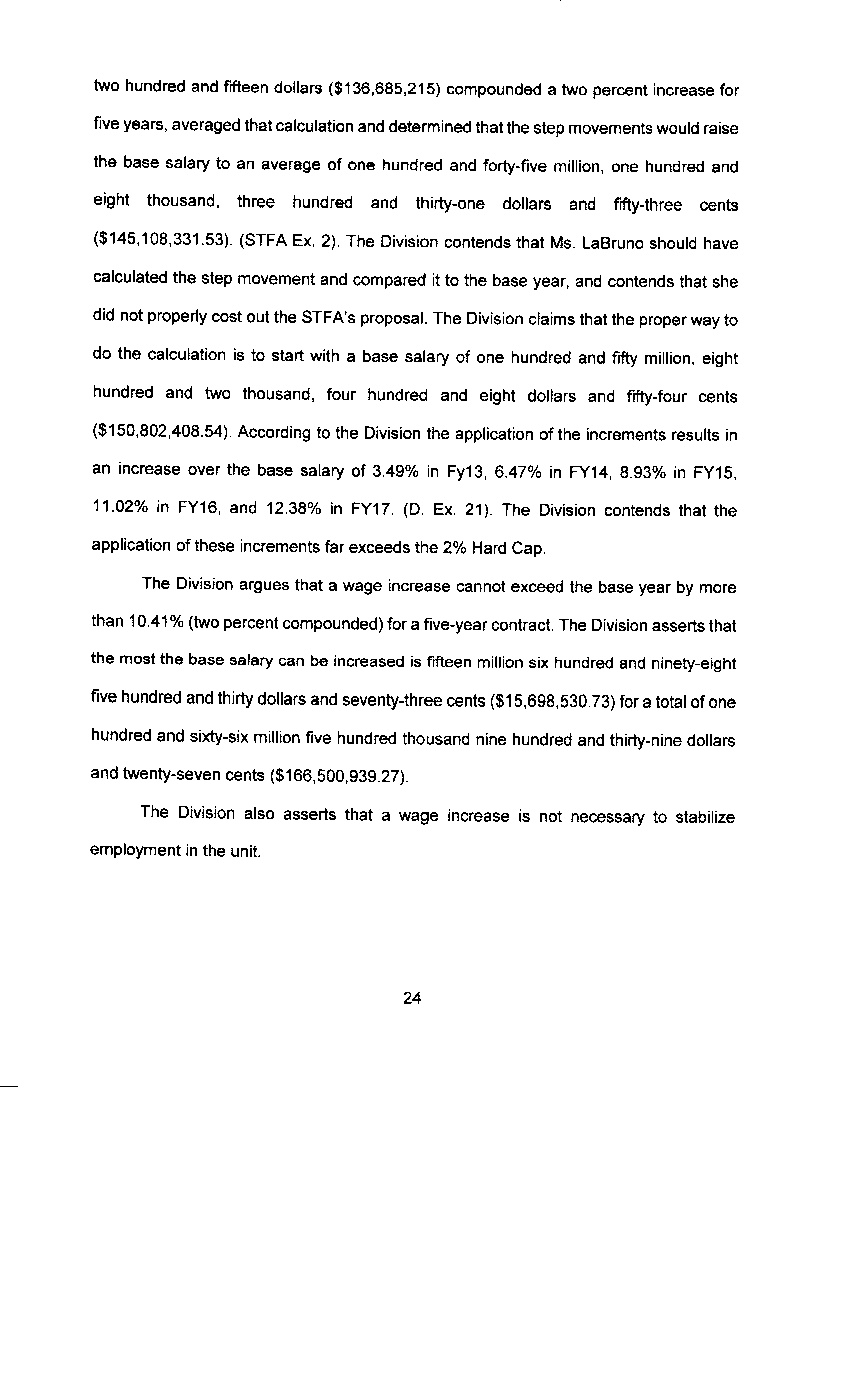 two hundred and fifteen dollars ($136,685,215) compounded a two percent increase for
five years, averaged that calculation and determined that the step movements would raise
the base salary to an average of one hundred and forty-five million, one hundred and
eight thousand, three hundred and thirty-one dollars and fifty-three cents
($145,108,331.53). (STFA Ex. 2). The Division contends that Ms. LaBruno should have
calculated the step movement and compared it to the base year, and contends that she
did not properly cost out the STFA's proposal. The Division claims that the proper way to
do the calculation is to start with a base salary of one hundred and fifty million, eight
hundred and two thousand, four hundred and eight dollars and fifty-four cents
($150,802,408.54). According to the Division the application of the increments results in
an increase over the base salary of 3.49% in Fy13, 6.47% in FY14, 8.93% in FY15,
11.02% in FY16, and 12.38% in FY17. (D. Ex. 21). The Division contends that the
application of these increments far exceeds the 2% Hard Cap.
The Division argues that a wage increase cannot exceed the base year by more
than 10.41% (two percent compounded) for a five-year contract. The Division asserts that
the most the base salary can be increased is fifteen million six hundred and ninety-eight
five hundred and thirty dollars and seventy-three cents ($15,698,530.73) for a total of one
hundred and sixty-six million five hundred thousand nine hundred and thirty-nine dollars
and twenty-seven cents ($166,500,939.27).
The Division also asserts that a wage increase is not necessary to stabilize
employment in the unit.
24